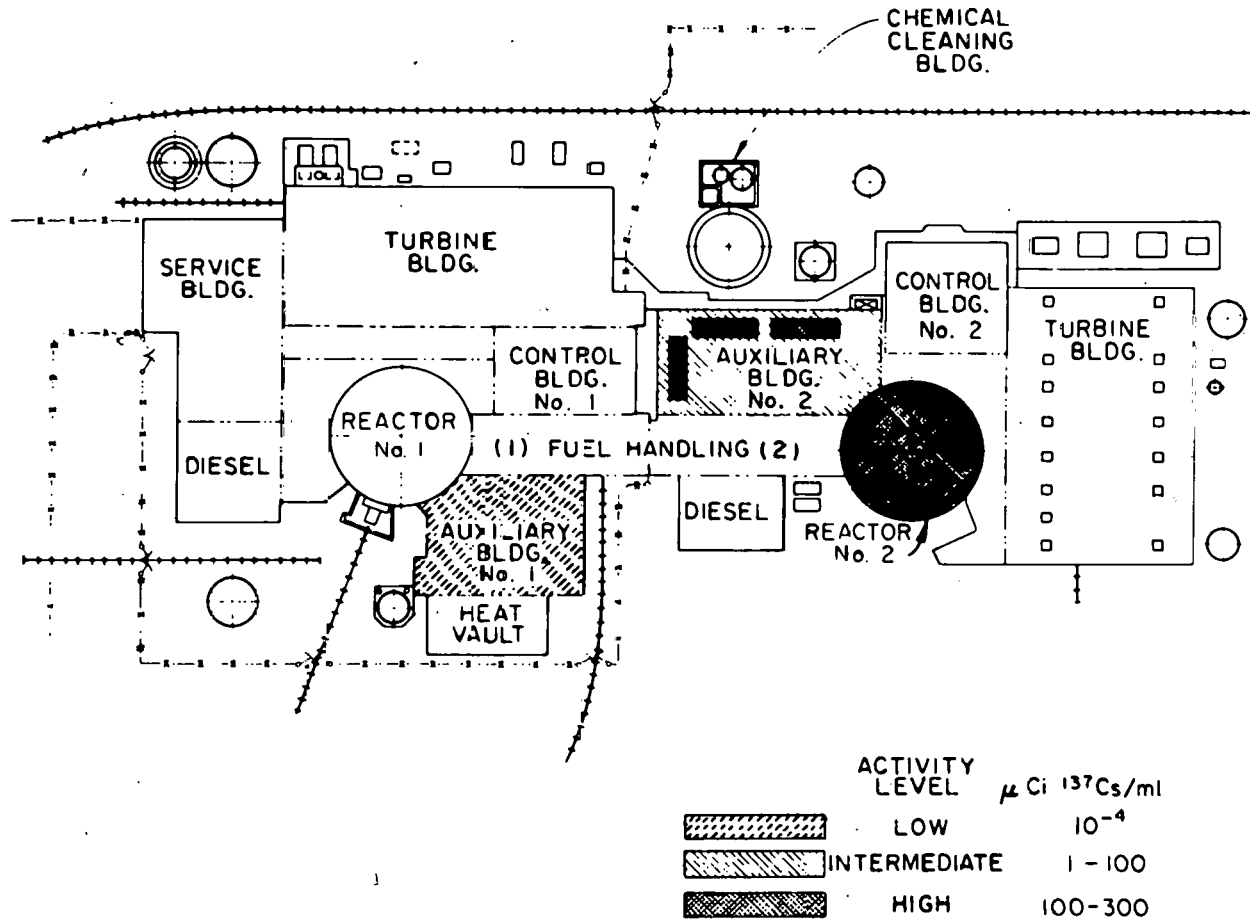 CHEMICAL
CLEANING
BLDG.
TURBINE
BLDG.
SERVICE
BLDG.
CONTROL
BLDG.
No. 2
TURBINE
BLDG.
CONTROL
BLDG.
No. 1
AUXILIARY
BLDG.
No. 2
REACTOR
No. 1
(1) FUEL HANDLING (2)
DIESEL
DIESEL
REACTOR
No. 2
AUXILIARY
BLDG.
No. 1
HEAT
VAULT
ACTIVITY
LEVEL
μ Ci ¹³⁷Cs/ml
LOW 10⁻⁴
INTERMEDIATE 1 - 100
HIGH 100-300